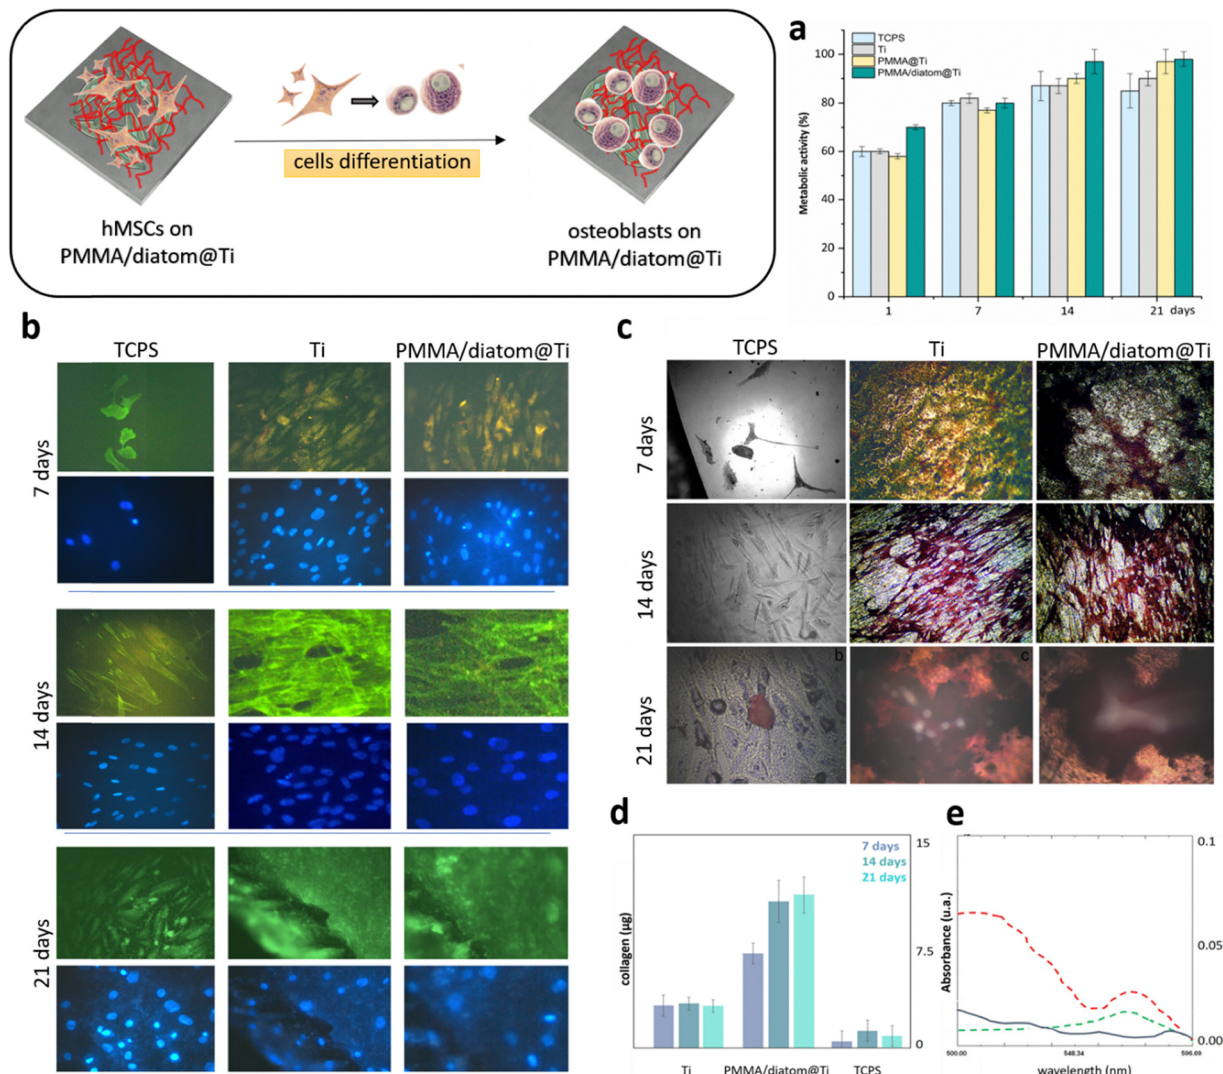 cells differentiation
hMSCs on
PMMA/diatom@Ti
osteoblasts on
PMMA/diatom@Ti
a
TCPS
Ti
PMMA@Ti
PMMA/diatom@Ti
Metabolic activity (%)
100
80
60
40
20
0
1 7 14 21 days
b
TCPS Ti PMMA/diatom@Ti
7 days
14 days
21 days
c
TCPS Ti PMMA/diatom@Ti
7 days
14 days
21 days
b
c
d
7 days
14 days
21 days
collagen (µg)
15
7.5
0
Ti PMMA/diatom@Ti TCPS
e
Absorbance (u.a.)
0.1
0.05
0.00
500.00 548.34 596.69
wavelength (nm)